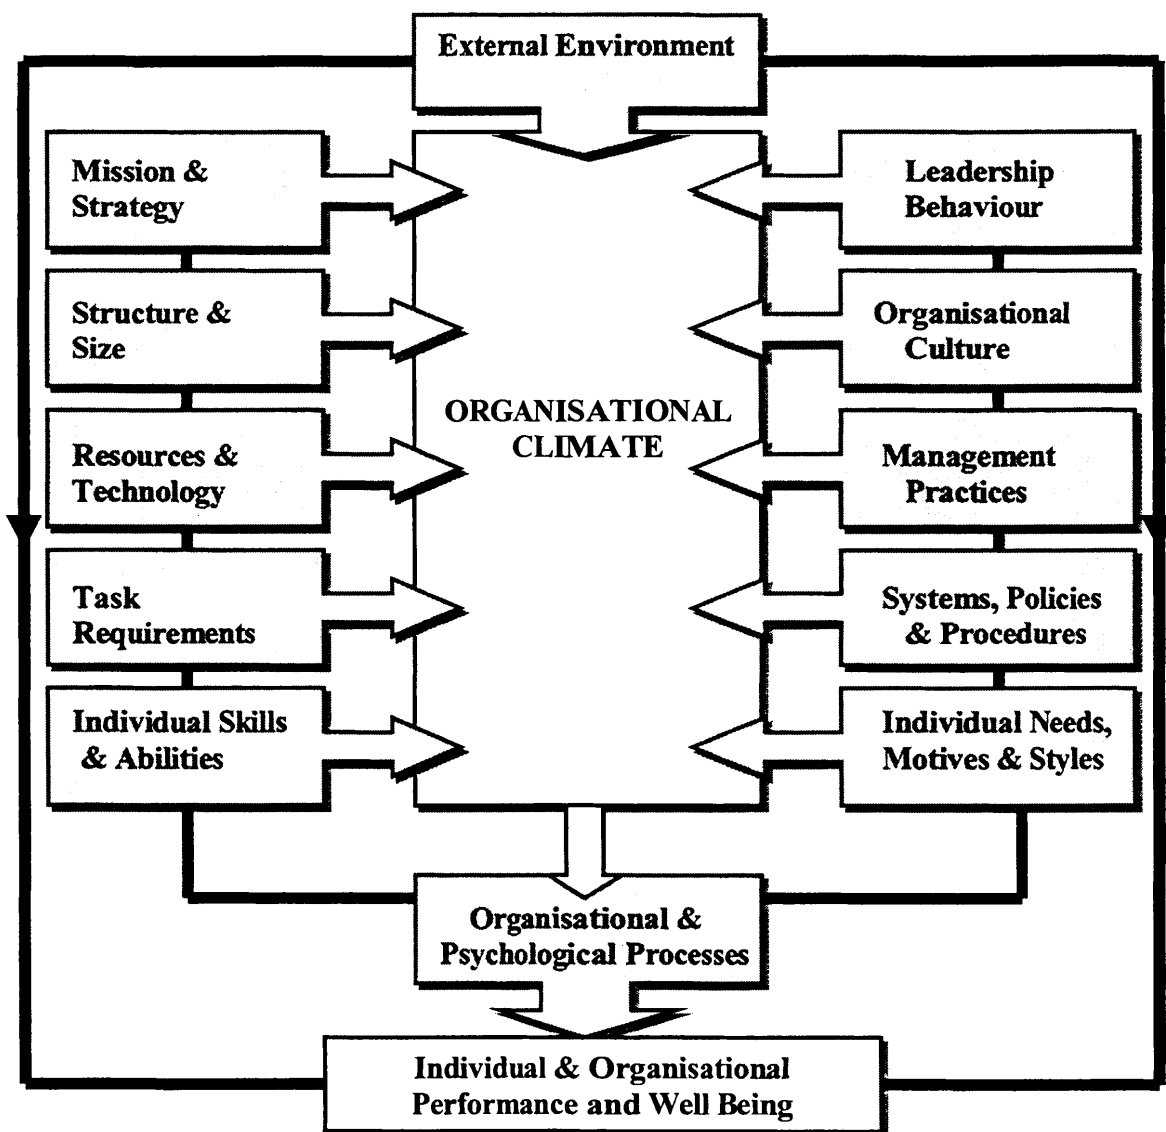 External Environment
Mission &
Strategy
Leadership
Behaviour
Structure &
Size
Organisational
Culture
ORGANISATIONAL
CLIMATE
Resources &
Technology
Management
Practices
Task
Requirements
Systems, Policies
& Procedures
Individual Skills
& Abilities
Individual Needs,
Motives & Styles
Organisational &
Psychological Processes
Individual & Organisational
Performance and Well Being